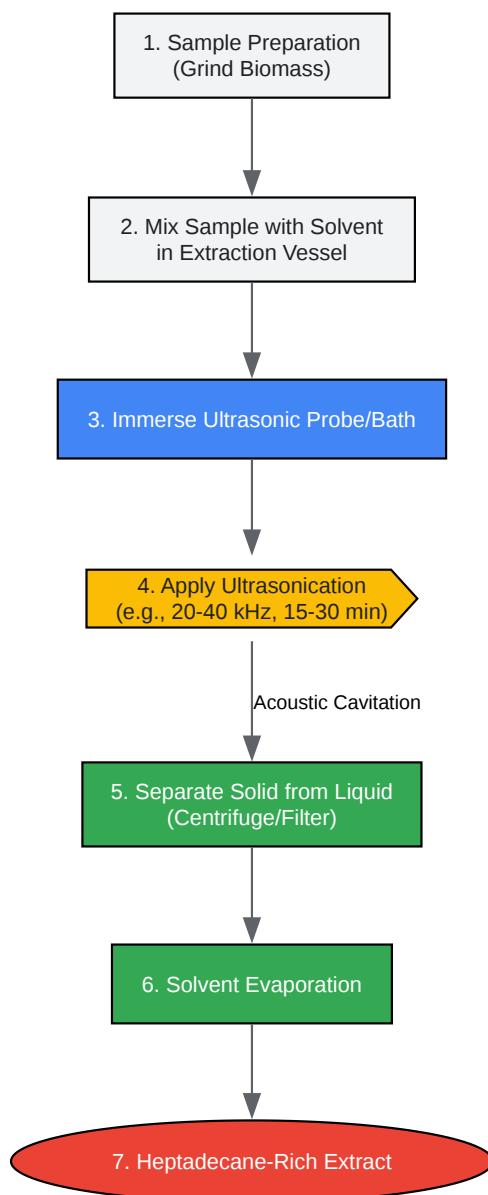 1. Sample Preparation
(Grind Biomass)
2. Mix Sample with Solvent
in Extraction Vessel
3. Immerse Ultrasonic Probe/Bath
4. Apply Ultrasonication
(e.g., 20-40 kHz, 15-30 min)
Acoustic Cavitation
5. Separate Solid from Liquid
(Centrifuge/Filter)
6. Solvent Evaporation
7. Heptadecane-Rich Extract